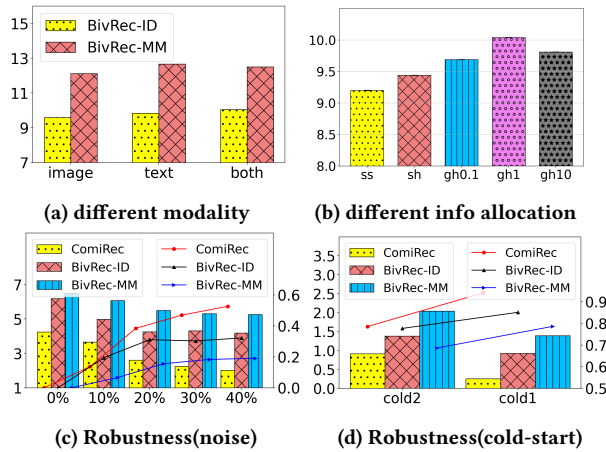 15
13
11
9
7
BivRec-ID
BivRec-MM
image text both
(a) different modality
10.0
9.5
9.0
8.5
8.0
ss sh gh0.1 gh1 gh10
(b) different info allocation
7
5
3
1
ComiRec ComiRec
BivRec-ID BivRec-ID
BivRec-MM BivRec-MM
0.6
0.4
0.2
0.0
0% 10% 20% 30% 40%
(c) Robustness(noise)
3.5
3.0
2.5
2.0
1.5
1.0
0.5
0.0
ComiRec ComiRec
BivRec-ID BivRec-ID
BivRec-MM BivRec-MM
0.9
0.8
0.7
0.6
0.5
cold2 cold1
(d) Robustness(cold-start)